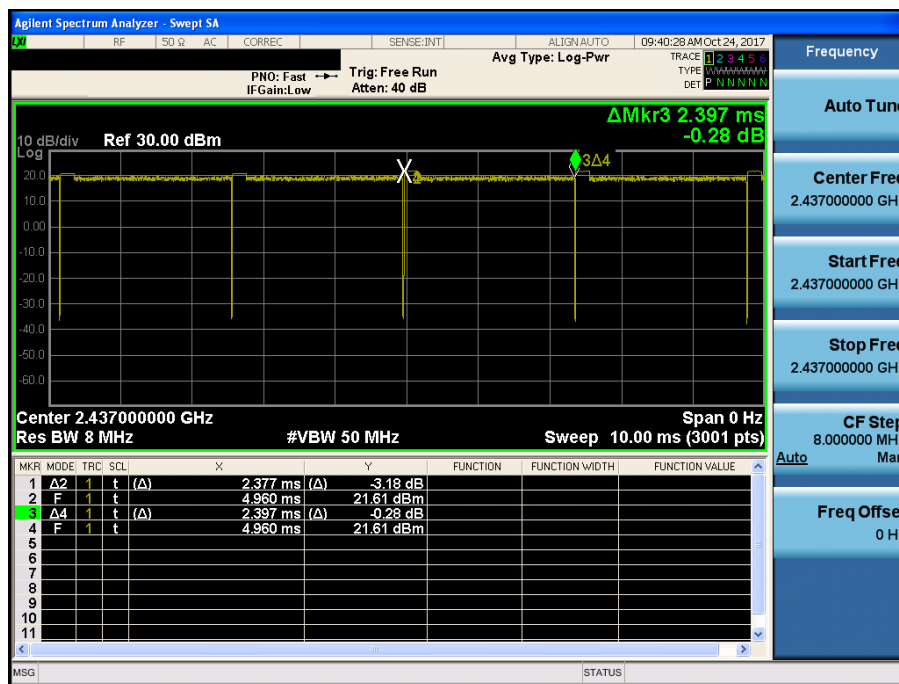 Agilent Spectrum Analyzer - Swept SA
LXI RF 50 Ω AC CORREC SENSE:INT ALIGN AUTO 09:40:28 AM Oct 24, 2017
Avg Type: Log-Pwr
TRACE 1 2 3 4 5 6
TYPE
DET P N N N N N
PNO: Fast
IFGain:Low
Trig: Free Run
Atten: 40 dB
Frequency
ΔMkr3 2.397 ms
-0.28 dB
10 dB/div Ref 30.00 dBm
Log
20.0
10.0
0.00
-10.0
-20.0
-30.0
-40.0
-50.0
-60.0
X
3Δ4
Center 2.437000000 GHz Span 0 Hz
Res BW 8 MHz #VBW 50 MHz Sweep 10.00 ms (3001 pts)
MKR MODE TRC SCL X Y FUNCTION FUNCTION WIDTH FUNCTION VALUE
1 Δ2 1 t (Δ) 2.377 ms (Δ) -3.18 dB
2 F 1 t 4.960 ms 21.61 dBm
3 Δ4 1 t (Δ) 2.397 ms (Δ) -0.28 dB
4 F 1 t 4.960 ms 21.61 dBm
5
6
7
8
9
10
11
MSG STATUS
Auto Tun
Center Fre
2.437000000 GH
Start Fre
2.437000000 GH
Stop Fre
2.437000000 GH
CF Step
8.000000 MH
Auto Ma
Freq Offse
0 H